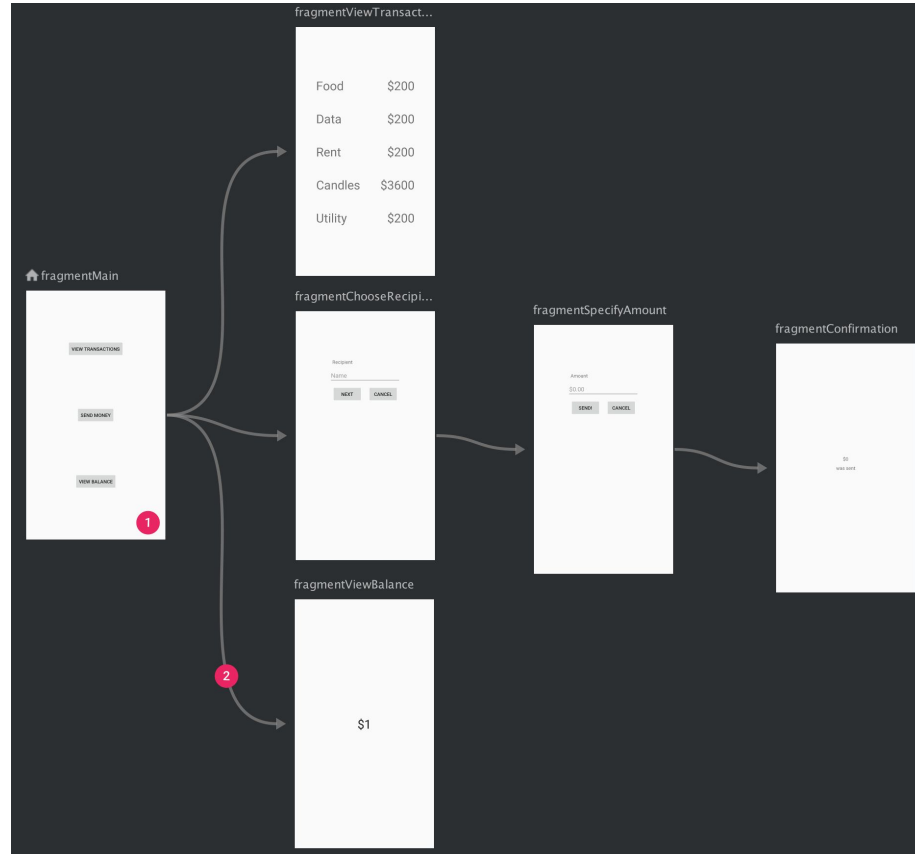 fragmentViewTransact...
Food $200
Data $200
Rent $200
Candles $3600
Utility $200
fragmentMain
VIEW TRANSACTIONS
SEND MONEY
VIEW BALANCE
1
fragmentChooseRecipi...
Recipient
Name
NEXT CANCEL
fragmentSpecifyAmount
Amount
$0.00
SEND! CANCEL
fragmentConfirmation
$0
was sent
fragmentViewBalance
2
$1